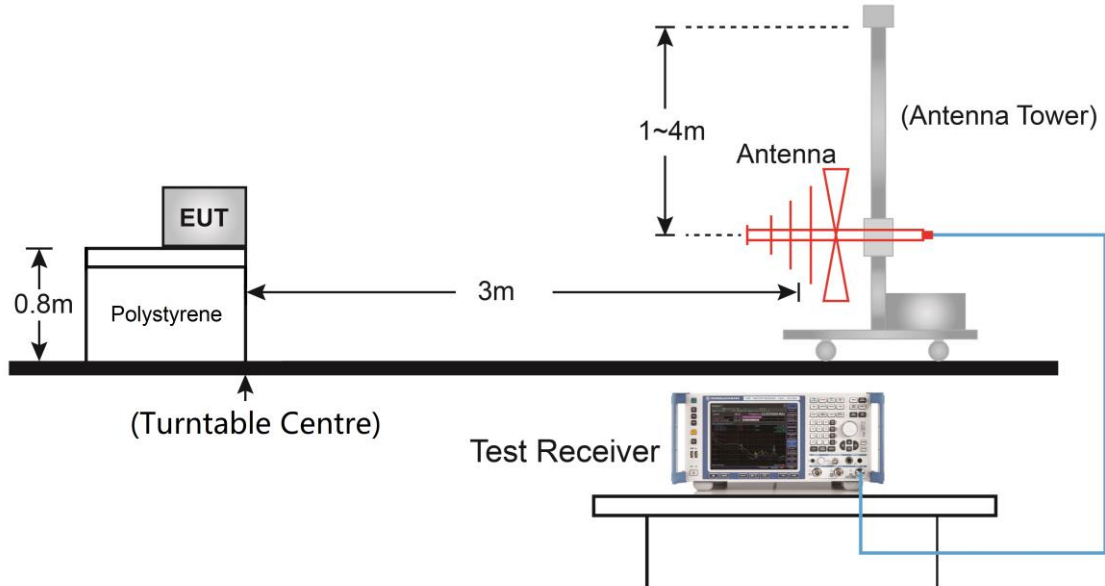 1~4m
(Antenna Tower)
Antenna
EUT
0.8m
Polystyrene
3m
(Turntable Centre)
Test Receiver